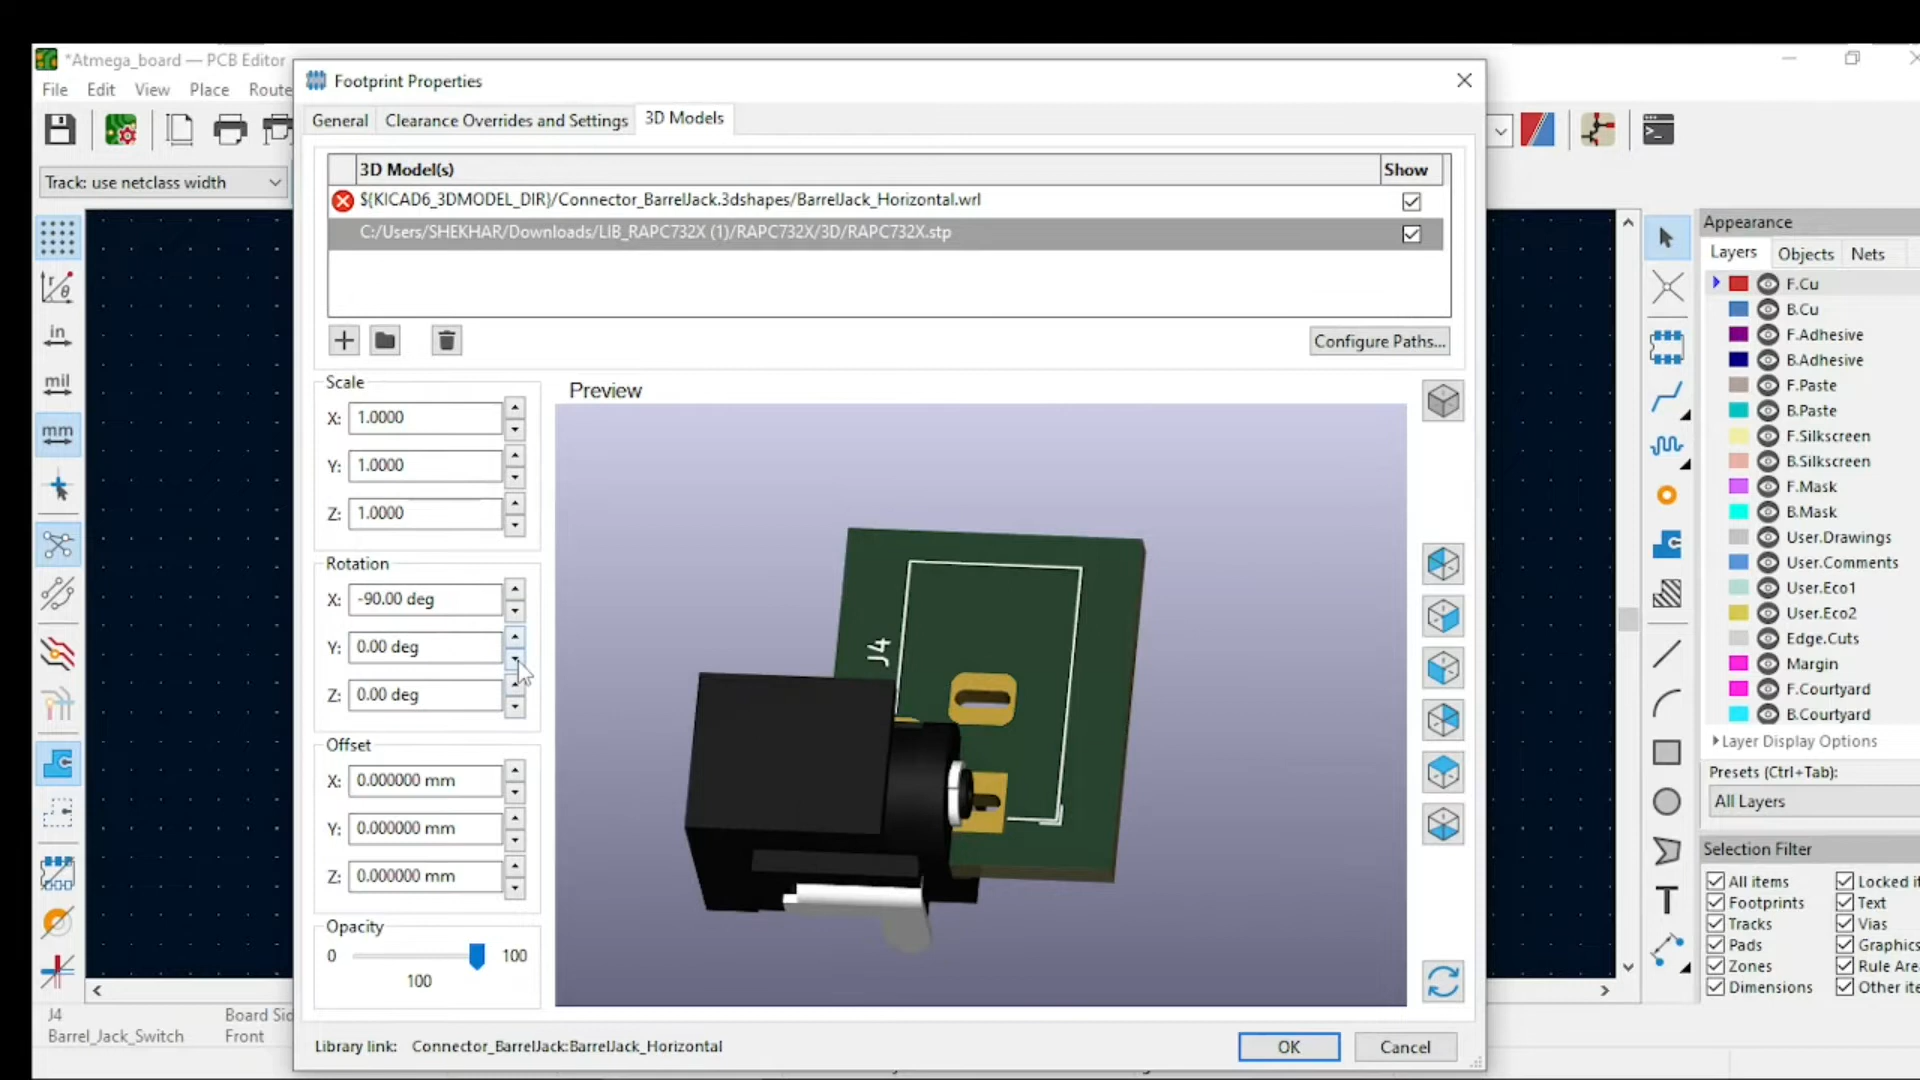 *Atmega_board — PCB Editor
File Edit View Place Route
Track: use netclass width
in
mil
mm
Footprint Properties
General Clearance Overrides and Settings 3D Models
3D Model(s) Show
${KICAD6_3DMODEL_DIR}/Connector_BarrelJack.3dshapes/BarrelJack_Horizontal.wrl
C:/Users/SHEKHAR/Downloads/LIB_RAPC732X (1)/RAPC732X/3D/RAPC732X.stp
Configure Paths...
Scale
X: 1.0000
Y: 1.0000
Z: 1.0000
Rotation
X: -90.00 deg
Y: 0.00 deg
Z: 0.00 deg
Offset
X: 0.000000 mm
Y: 0.000000 mm
Z: 0.000000 mm
Opacity
0 100
100
Preview
J4
Library link: Connector_BarrelJack:BarrelJack_Horizontal
OK Cancel
J4 Board Sid
Barrel_Jack_Switch Front
Appearance
Layers Objects Nets
F.Cu
B.Cu
F.Adhesive
B.Adhesive
F.Paste
B.Paste
F.Silkscreen
B.Silkscreen
F.Mask
B.Mask
User.Drawings
User.Comments
User.Eco1
User.Eco2
Edge.Cuts
Margin
F.Courtyard
B.Courtyard
Layer Display Options
Presets (Ctrl+Tab):
All Layers
Selection Filter
All items Locked it
Footprints Text
Tracks Vias
Pads Graphics
Zones Rule Are
Dimensions Other ite